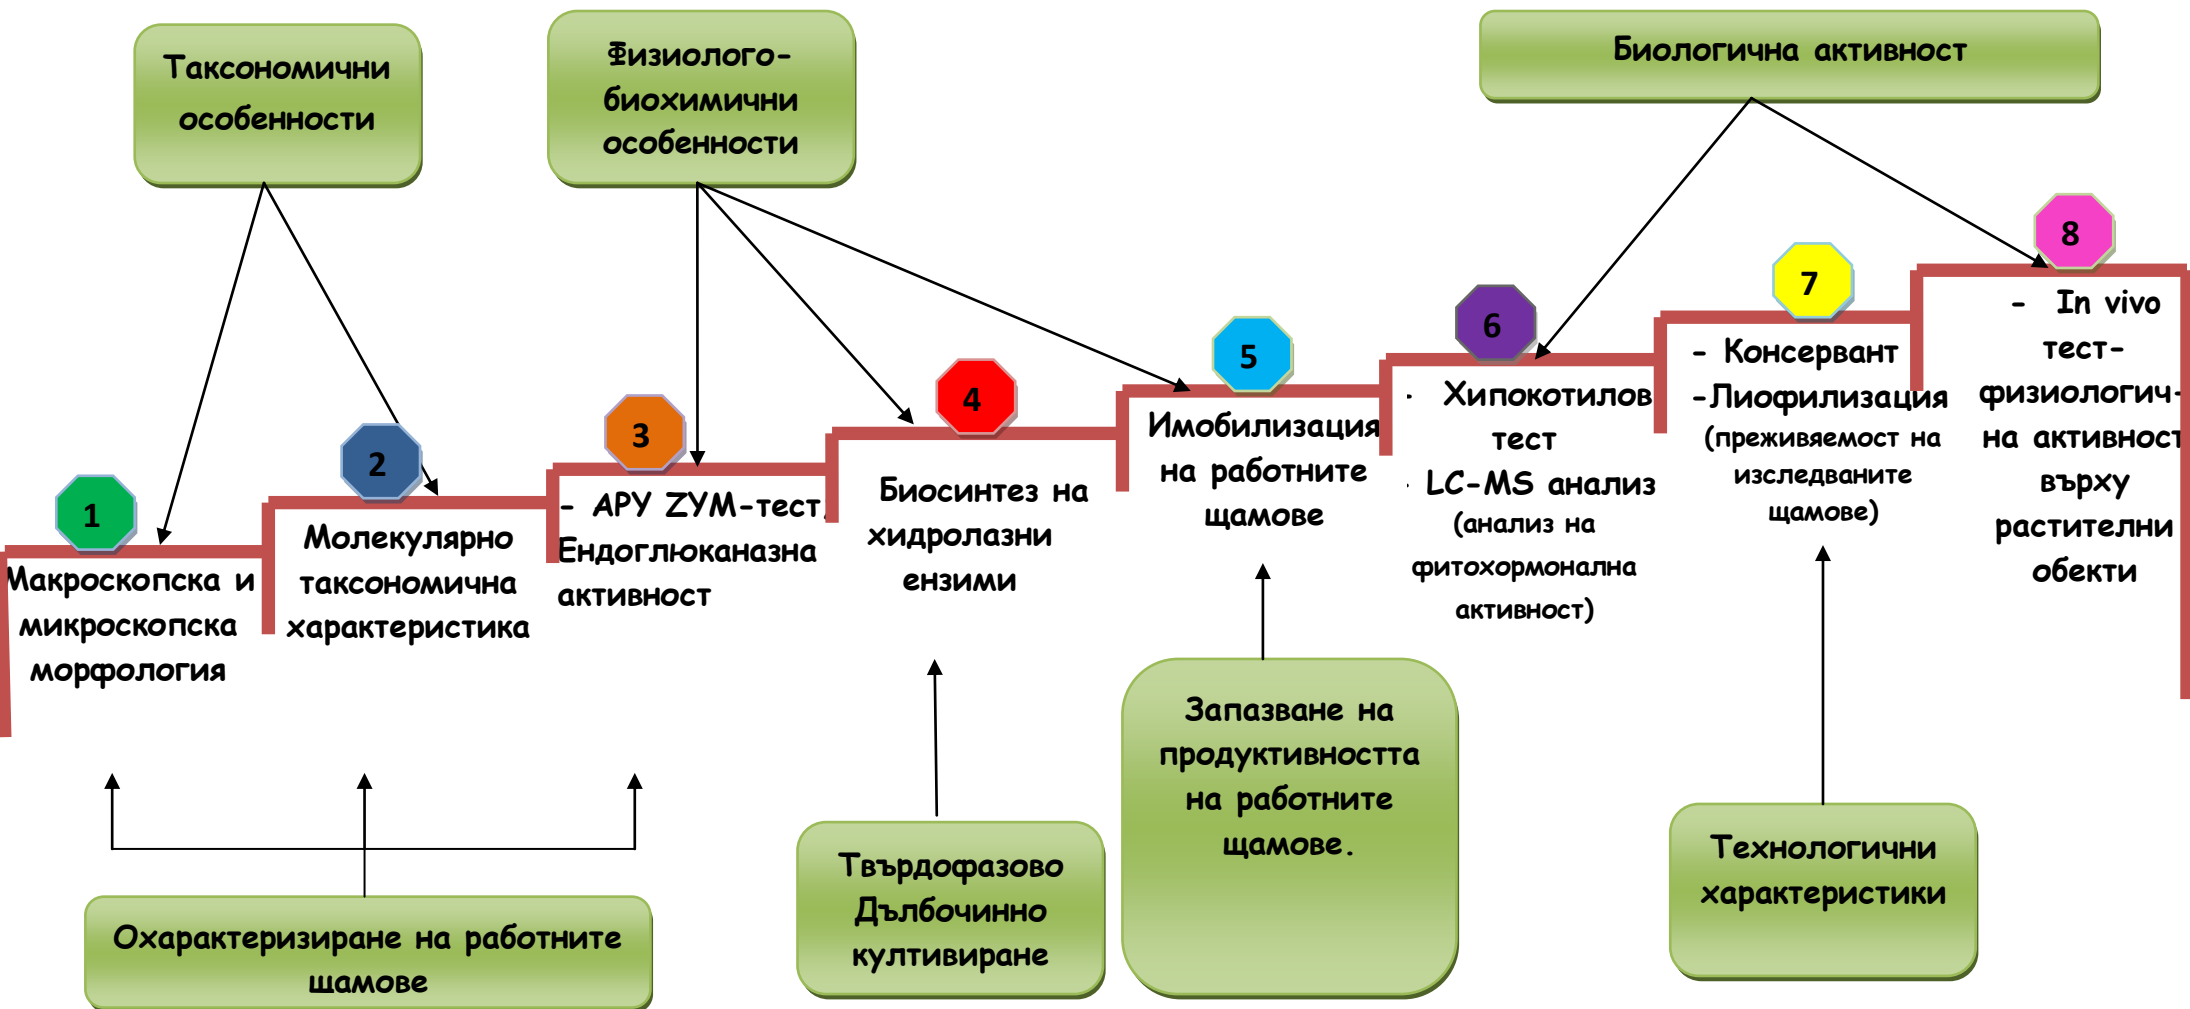 Таксономични
особенности
Физиолого-
биохимични
особенности
Биологична активност
1
Макроскопска и
микроскопска
морфология
2
Молекулярно
таксономична
характеристика
3
- АРУ ZYM-тест,
Ендоглюканазна
активност
4
Биосинтез на
хидролазни
ензими
5
Имобилизация
на работните
щамове
6
- Хипокотилов
тест
- LC-MS анализ
(анализ на
фитохормонална
активност)
7
- Консервант
-Лиофилизация
(преживяемост на
изследваните
щамове)
8
- In vivo
тест-
физиологич-
на активност
върху
растителни
обекти
Охарактеризиране на работните
щамове
Твърдофазово
Дълбочинно
култивиране
Запазване на
продуктивността
на работните
щамове.
Технологични
характеристики